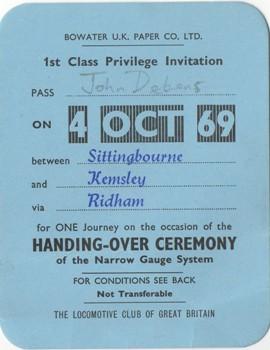 BOWATER U.K. PAPER CO. LTD.
1st Class Privilege Invitation
PASS John Debens
ON 4 OCT 69
between Sittingbourne
and Kemsley
via Ridham
for ONE Journey on the occasion of the
HANDING-OVER CEREMONY
of the Narrow Gauge System
FOR CONDITIONS SEE BACK
Not Transferable
THE LOCOMOTIVE CLUB OF GREAT BRITAIN